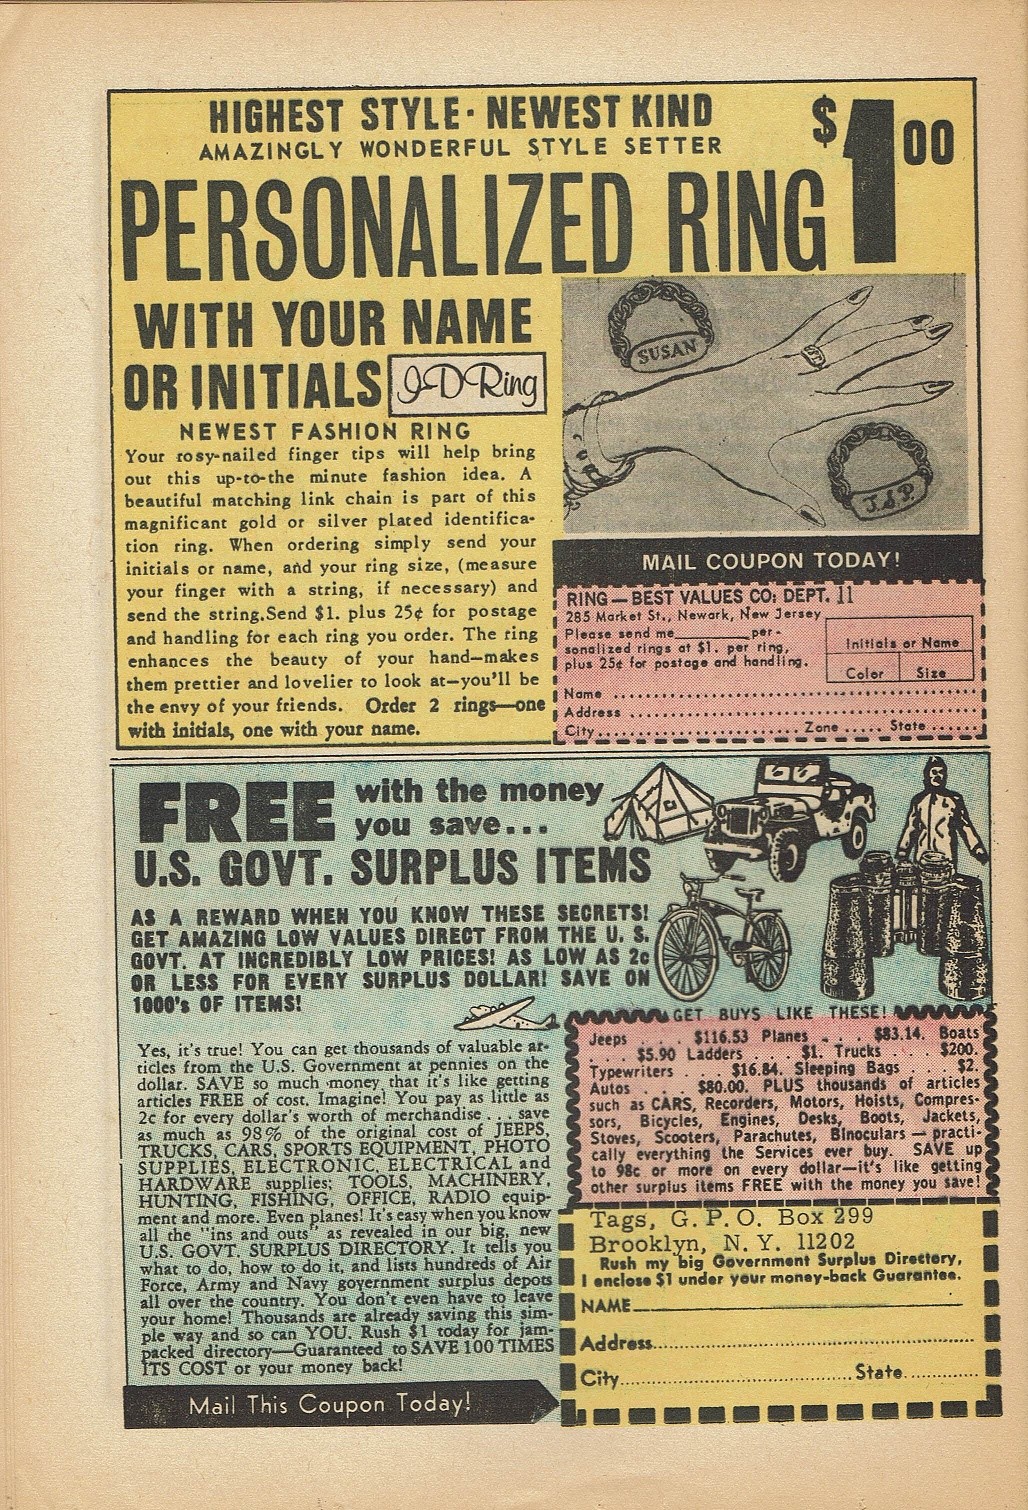 HIGHEST STYLE · NEWEST KIND
AMAZINGLY WONDERFUL STYLE SETTER
$1 00
PERSONALIZED RING
WITH YOUR NAME
OR INITIALS
I-D Ring
SUSAN
J.S.P.
NEWEST FASHION RING
Your rosy-nailed finger tips will help bring
out this up-to-the minute fashion idea. A
beautiful matching link chain is part of this
magnificant gold or silver plated identifica-
tion ring. When ordering simply send your
initials or name, and your ring size, (measure
your finger with a string, if necessary) and
send the string.Send $1. plus 25¢ for postage
and handling for each ring you order. The ring
enhances the beauty of your hand—makes
them prettier and lovelier to look at—you'll be
the envy of your friends. Order 2 rings—one
with initials, one with your name.
MAIL COUPON TODAY!
RING — BEST VALUES CO: DEPT. 11
285 Market St., Newark, New Jersey
Please send me________per-
sonalized rings at $1. per ring,
plus 25¢ for postage and handling.
Initials or Name
Color Size
Name
Address
City Zone State
FREE with the money
you save...
U.S. GOVT. SURPLUS ITEMS
AS A REWARD WHEN YOU KNOW THESE SECRETS!
GET AMAZING LOW VALUES DIRECT FROM THE U. S.
GOVT. AT INCREDIBLY LOW PRICES! AS LOW AS 2c
OR LESS FOR EVERY SURPLUS DOLLAR! SAVE ON
1000's OF ITEMS!
Yes, it's true! You can get thousands of valuable ar-
ticles from the U.S. Government at pennies on the
dollar. SAVE so much money that it's like getting
articles FREE of cost. Imagine! You pay as little as
2c for every dollar's worth of merchandise . . . save
as much as 98% of the original cost of JEEPS,
TRUCKS, CARS, SPORTS EQUIPMENT, PHOTO
SUPPLIES, ELECTRONIC, ELECTRICAL and
HARDWARE supplies; TOOLS, MACHINERY,
HUNTING, FISHING, OFFICE, RADIO equip-
ment and more. Even planes! It's easy when you know
all the "ins and outs" as revealed in our big, new
U.S. GOVT. SURPLUS DIRECTORY. It tells you
what to do, how to do it, and lists hundreds of Air
Force, Army and Navy government surplus depots
all over the country. You don't even have to leave
your home! Thousands are already saving this sim-
ple way and so can YOU. Rush $1 today for jam-
packed directory—Guaranteed to SAVE 100 TIMES
ITS COST or your money back!
Mail This Coupon Today!
GET BUYS LIKE THESE!
Jeeps . . . $116.53 Planes . . . $83.14. Boats
. . . . $5.90 Ladders . . . . $1. Trucks . . . . $200.
Typewriters . . . $16.84. Sleeping Bags . . . . $2.
Autos . . . $80.00. PLUS thousands of articles
such as CARS, Recorders, Motors, Hoists, Compres-
sors, Bicycles, Engines, Desks, Boots, Jackets,
Stoves, Scooters, Parachutes, Binoculars — practi-
cally everything the Services ever buy. SAVE up
to 98c or more on every dollar—it's like getting
other surplus items FREE with the money you save!
Tags, G. P. O. Box 299
Brooklyn, N. Y. 11202
Rush my big Government Surplus Directory,
I enclose $1 under your money-back Guarantee.
NAME
Address
City State